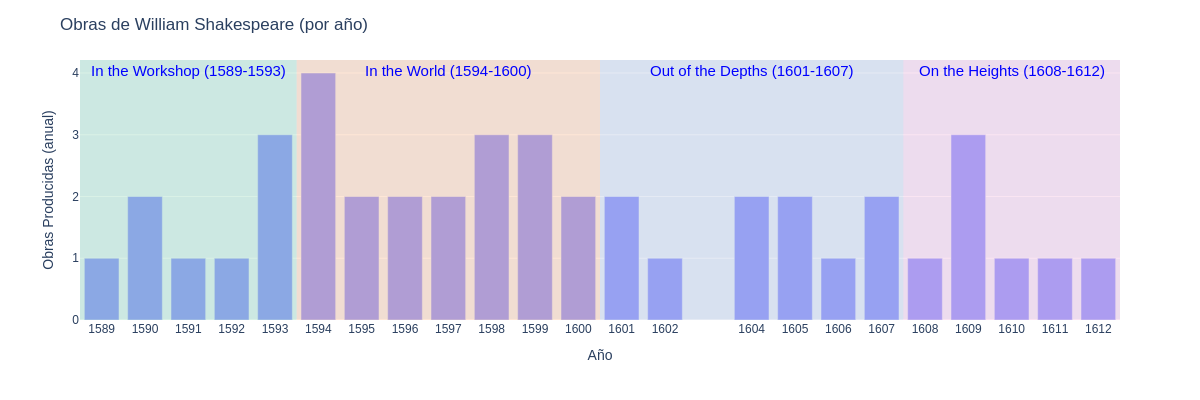 Obras de William Shakespeare (por año)
In the Workshop (1589-1593)
In the World (1594-1600)
Out of the Depths (1601-1607)
On the Heights (1608-1612)
Obras Producidas (anual)
4
3
2
1
0
1589 1590 1591 1592 1593 1594 1595 1596 1597 1598 1599 1600 1601 1602 1604 1605 1606 1607 1608 1609 1610 1611 1612
Año